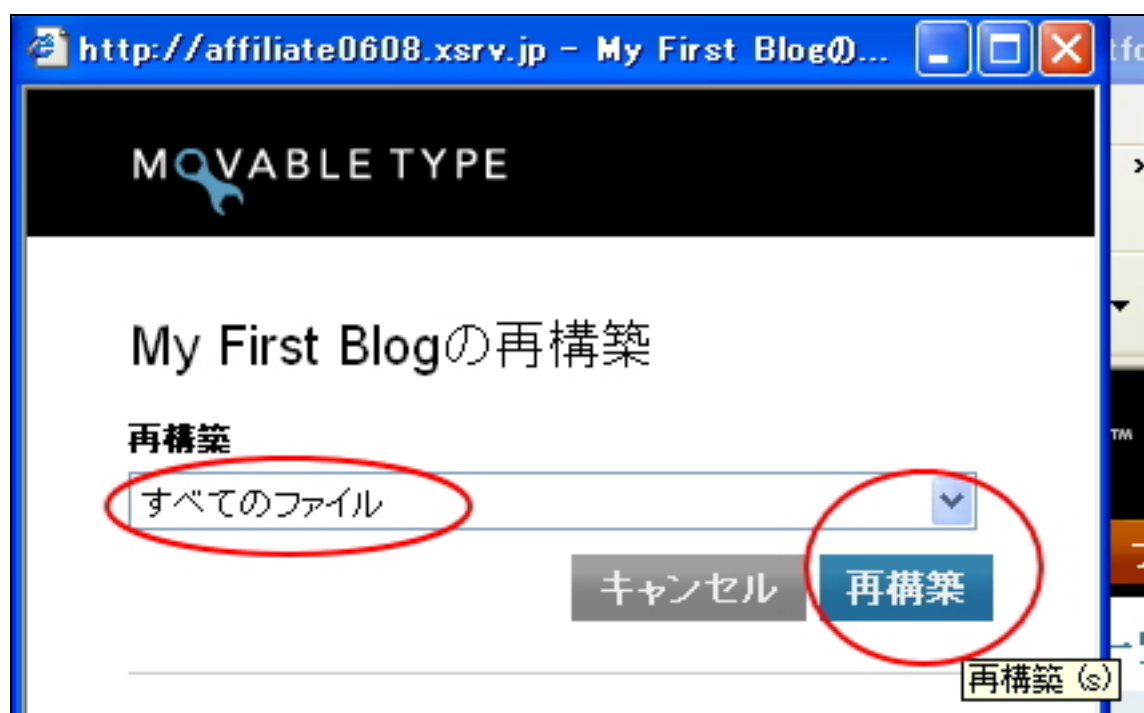 http://affiliate0608.xsrv.jp - My First Blogの...
MOVABLE TYPE
My First Blogの再構築
再構築
すべてのファイル
キャンセル 再構築
再構築 (s)
TM